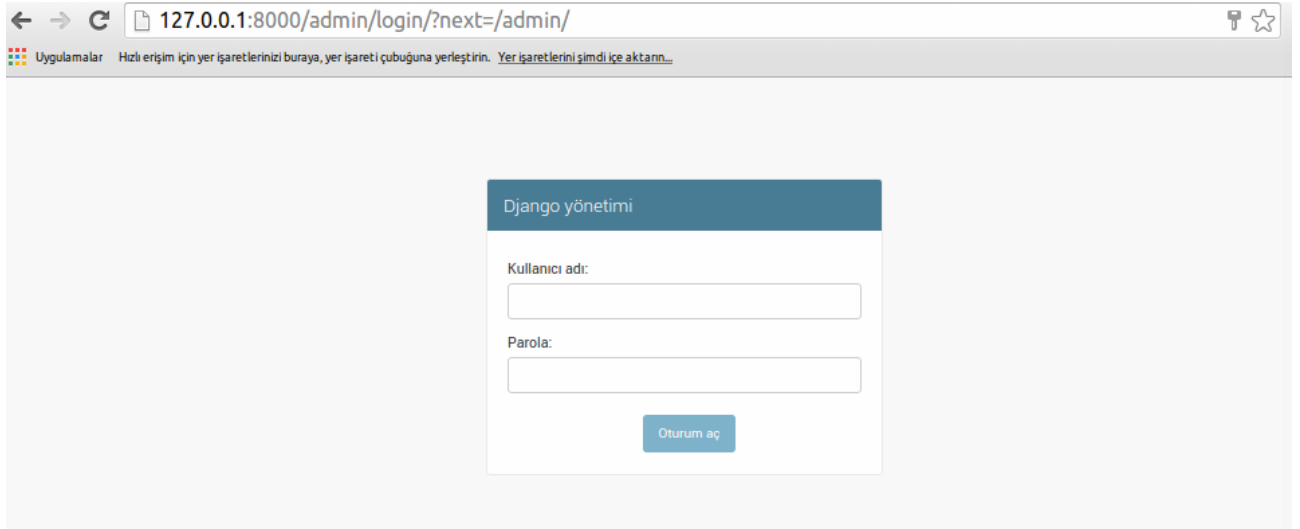 127.0.0.1:8000/admin/login/?next=/admin/
Uygulamalar Hızlı erişim için yer işaretlerinizi buraya, yer işareti çubuğuna yerleştirin. Yer işaretlerini şimdi içe aktarın...
Django yönetimi
Kullanıcı adı:
Parola:
Oturum aç